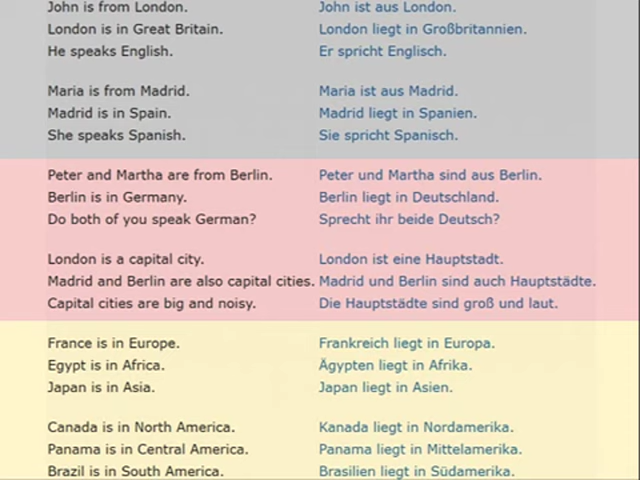 John is from London. John ist aus London.
London is in Great Britain. London liegt in Großbritannien.
He speaks English. Er spricht Englisch.
Maria is from Madrid. Maria ist aus Madrid.
Madrid is in Spain. Madrid liegt in Spanien.
She speaks Spanish. Sie spricht Spanisch.
Peter and Martha are from Berlin. Peter und Martha sind aus Berlin.
Berlin is in Germany. Berlin liegt in Deutschland.
Do both of you speak German? Sprecht ihr beide Deutsch?
London is a capital city. London ist eine Hauptstadt.
Madrid and Berlin are also capital cities. Madrid und Berlin sind auch Hauptstädte.
Capital cities are big and noisy. Die Hauptstädte sind groß und laut.
France is in Europe. Frankreich liegt in Europa.
Egypt is in Africa. Ägypten liegt in Afrika.
Japan is in Asia. Japan liegt in Asien.
Canada is in North America. Kanada liegt in Nordamerika.
Panama is in Central America. Panama liegt in Mittelamerika.
Brazil is in South America. Brasilien liegt in Südamerika.